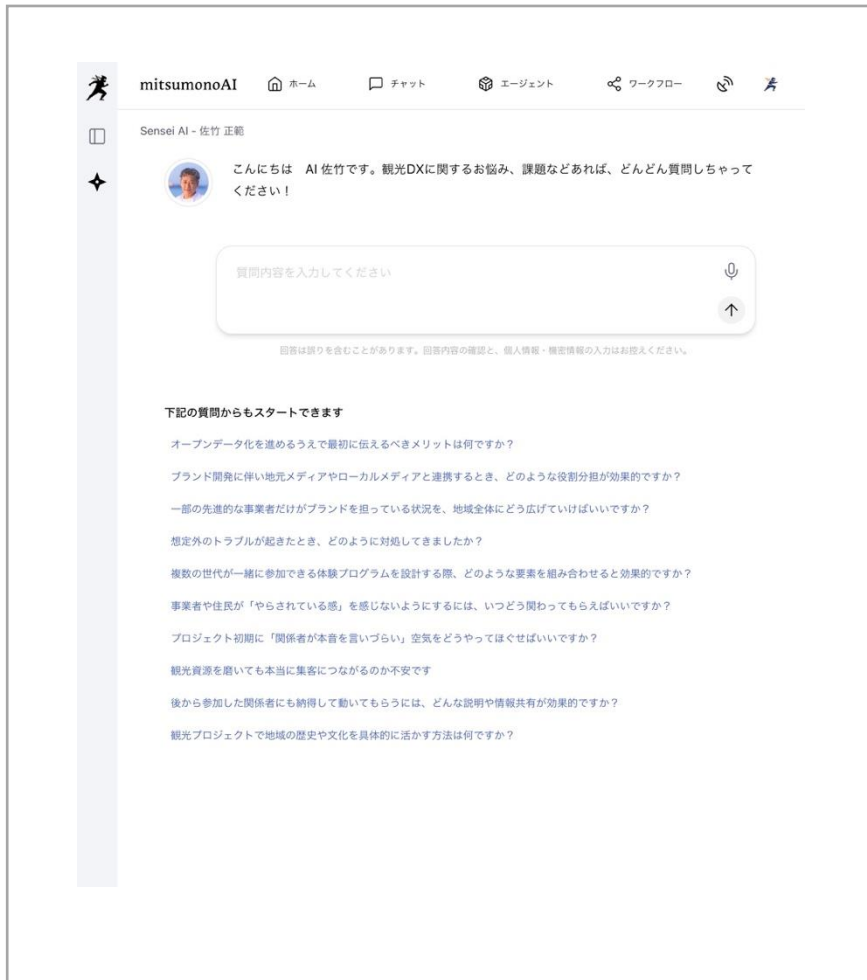 mitsumonoAI
ホーム
チャット
エージェント
ワークフロー
Sensei AI - 佐竹 正範
こんにちは　AI 佐竹です。観光DXに関するお悩み、課題などあれば、どんどん質問しちゃって
ください！
質問内容を入力してください
回答は誤りを含むことがあります。回答内容の確認と、個人情報・機密情報の入力はお控えください。
下記の質問からもスタートできます
オープンデータ化を進めるうえで最初に伝えるべきメリットは何ですか？
ブランド開発に伴い地元メディアやローカルメディアと連携するとき、どのような役割分担が効果的ですか？
一部の先進的な事業者だけがブランドを担っている状況を、地域全体にどう広げていけばいいですか？
想定外のトラブルが起きたとき、どのように対処してきましたか？
複数の世代が一緒に参加できる体験プログラムを設計する際、どのような要素を組み合わせると効果的ですか？
事業者や住民が「やらされている感」を感じないようにするには、いつどう関わってもらえばいいですか？
プロジェクト初期に「関係者が本音を言いづらい」空気をどうやってほぐせばいいですか？
観光資源を磨いても本当に集客につながるのか不安です
後から参加した関係者にも納得して動いてもらうには、どんな説明や情報共有が効果的ですか？
観光プロジェクトで地域の歴史や文化を具体的に活かす方法は何ですか？